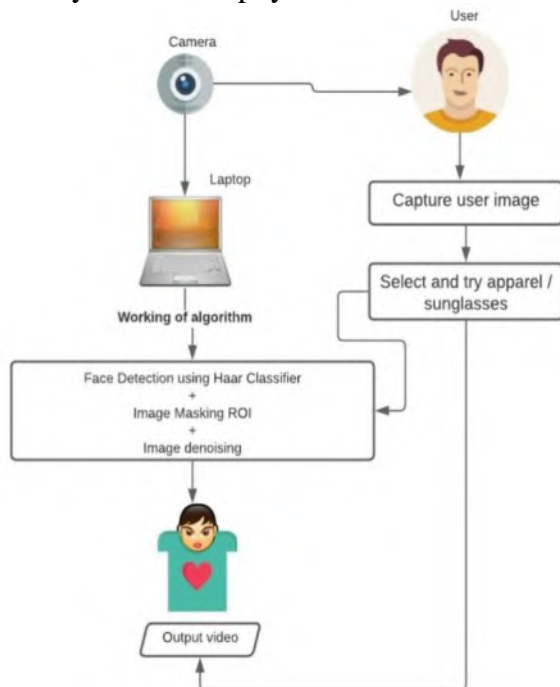 Camera
User
Laptop
Capture user image
Select and try apparel /
sunglasses
Working of algorithm
Face Detection using Haar Classifier
+
Image Masking ROI
+
Image denoising
Output video